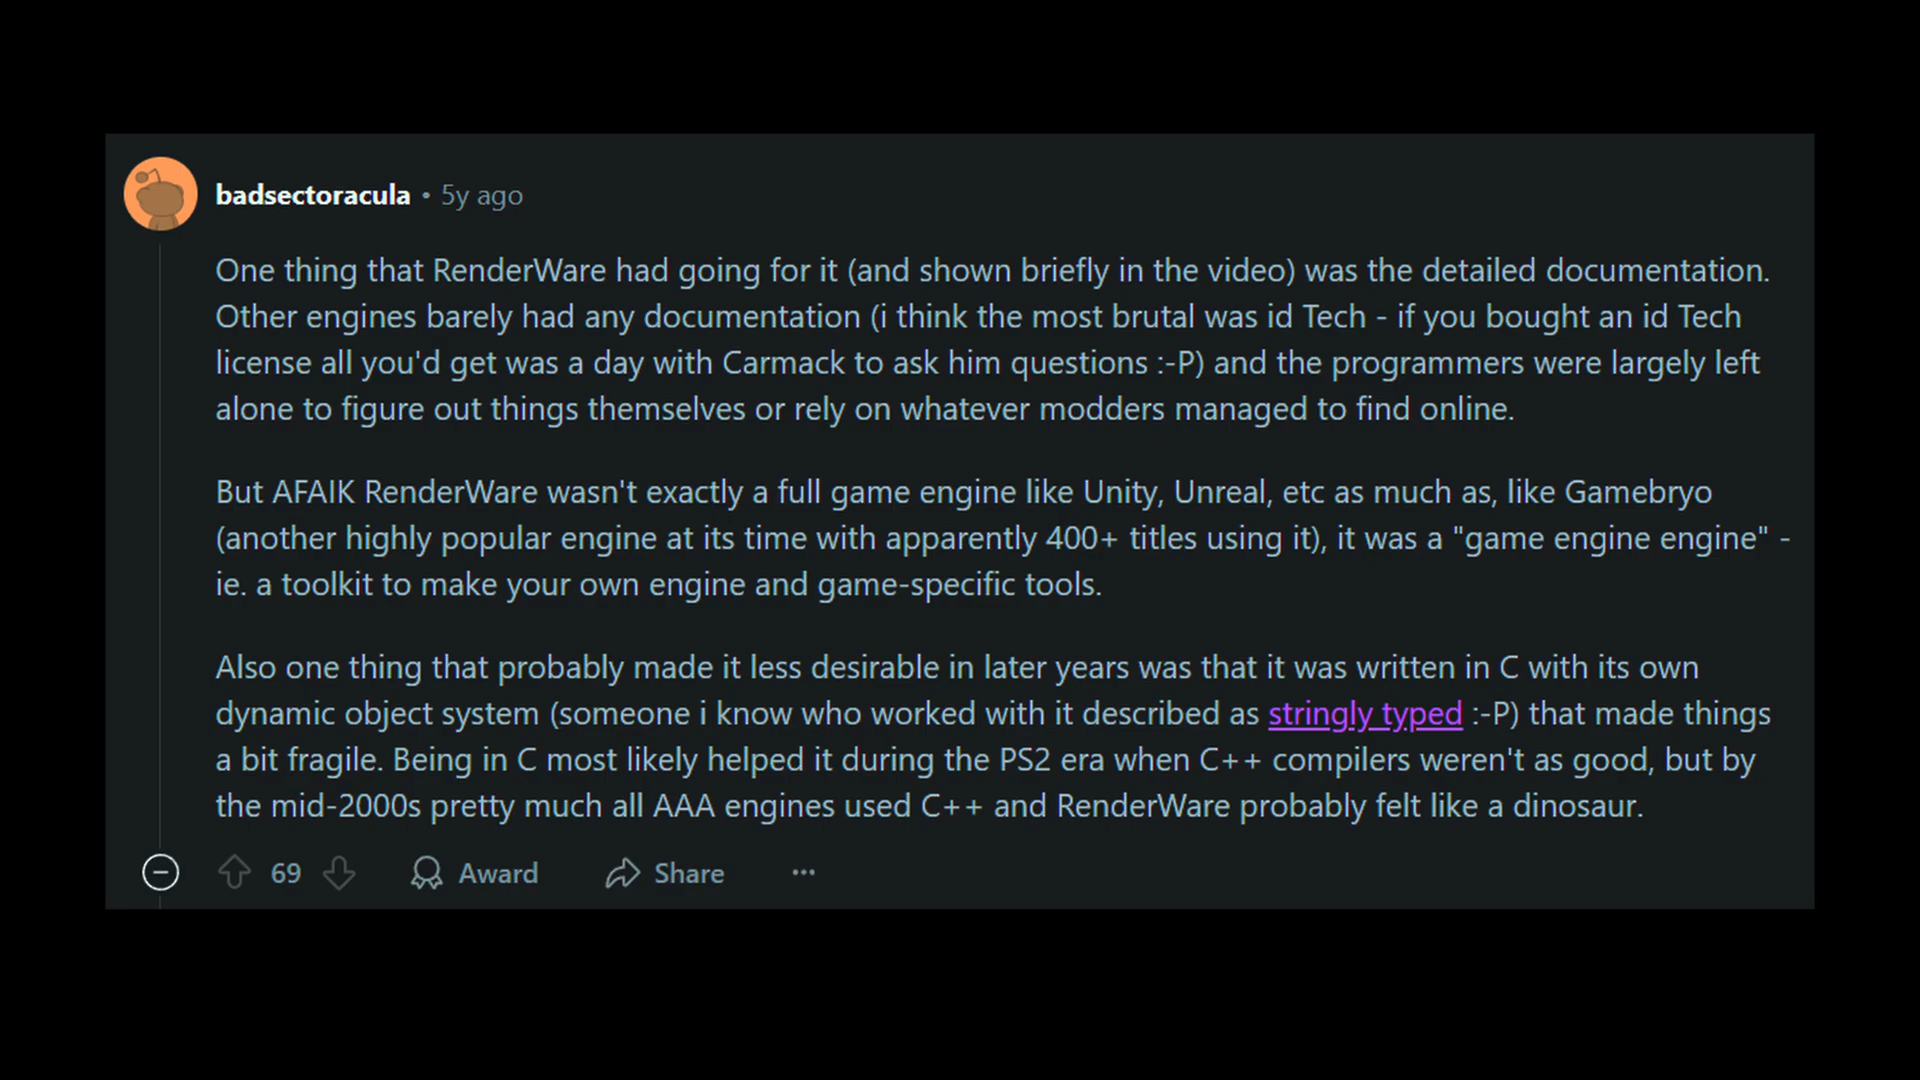 badsectoracula • 5y ago
One thing that RenderWare had going for it (and shown briefly in the video) was the detailed documentation.
Other engines barely had any documentation (i think the most brutal was id Tech - if you bought an id Tech
license all you'd get was a day with Carmack to ask him questions :-P) and the programmers were largely left
alone to figure out things themselves or rely on whatever modders managed to find online.
But AFAIK RenderWare wasn't exactly a full game engine like Unity, Unreal, etc as much as, like Gamebryo
(another highly popular engine at its time with apparently 400+ titles using it), it was a "game engine engine" -
ie. a toolkit to make your own engine and game-specific tools.
Also one thing that probably made it less desirable in later years was that it was written in C with its own
dynamic object system (someone i know who worked with it described as stringly typed :-P) that made things
a bit fragile. Being in C most likely helped it during the PS2 era when C++ compilers weren't as good, but by
the mid-2000s pretty much all AAA engines used C++ and RenderWare probably felt like a dinosaur.
69 Award Share ...